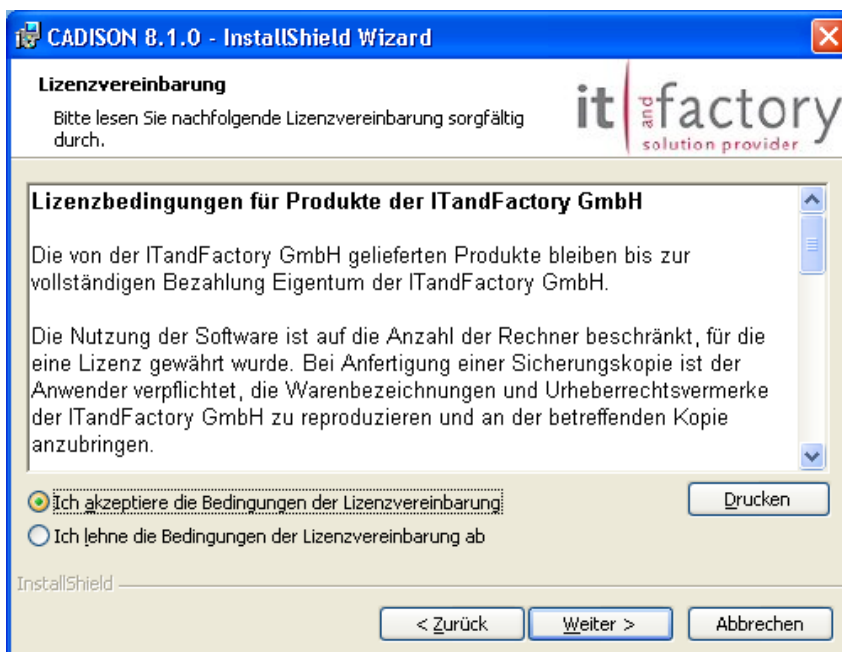 CADISON 8.1.0 - InstallShield Wizard
Lizenzvereinbarung
Bitte lesen Sie nachfolgende Lizenzvereinbarung sorgfältig
durch.
it and factory
solution provider
Lizenzbedingungen für Produkte der ITandFactory GmbH
Die von der ITandFactory GmbH gelieferten Produkte bleiben bis zur
vollständigen Bezahlung Eigentum der ITandFactory GmbH.
Die Nutzung der Software ist auf die Anzahl der Rechner beschränkt, für die
eine Lizenz gewährt wurde. Bei Anfertigung einer Sicherungskopie ist der
Anwender verpflichtet, die Warenbezeichnungen und Urheberrechtsvermerke
der ITandFactory GmbH zu reproduzieren und an der betreffenden Kopie
anzubringen.
Ich akzeptiere die Bedingungen der Lizenzvereinbarung
Drucken
Ich lehne die Bedingungen der Lizenzvereinbarung ab
InstallShield
< Zurück
Weiter >
Abbrechen